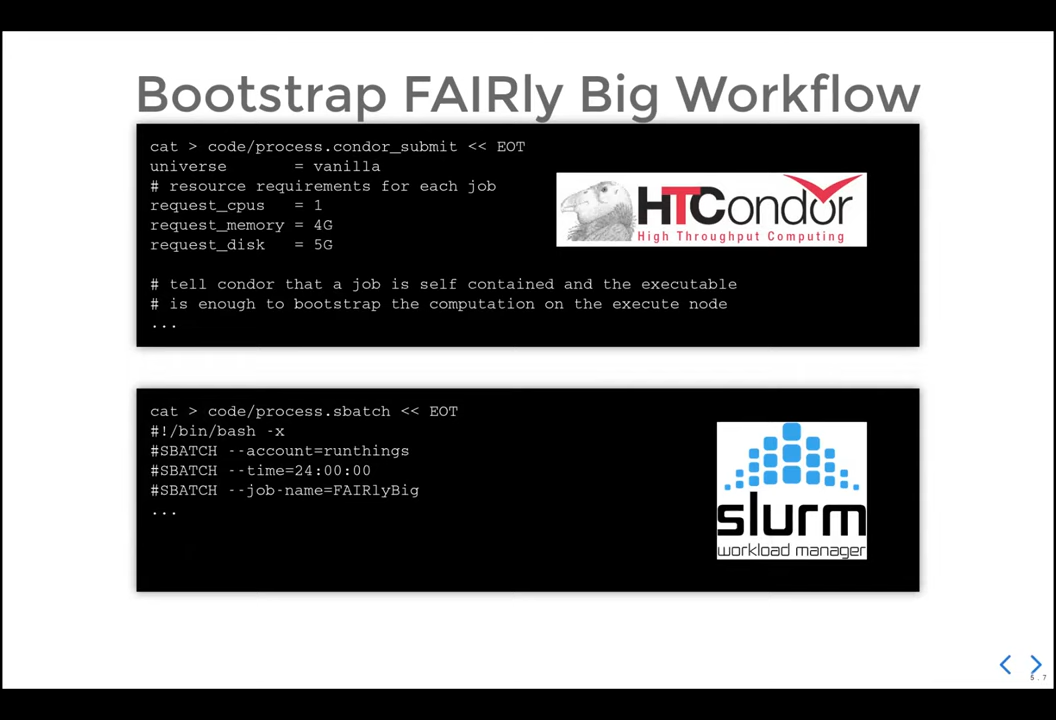 Bootstrap FAIRly Big Workflow
cat > code/process.condor_submit << EOT
universe       = vanilla
# resource requirements for each job
request_cpus   = 1
request_memory = 4G
request_disk   = 5G
# tell condor that a job is self contained and the executable
# is enough to bootstrap the computation on the execute node
...
HTCondor
High Throughput Computing
cat > code/process.sbatch << EOT
#!/bin/bash -x
#SBATCH --account=runthings
#SBATCH --time=24:00:00
#SBATCH --job-name=FAIRlyBig
...
slurm
workload manager
5.7